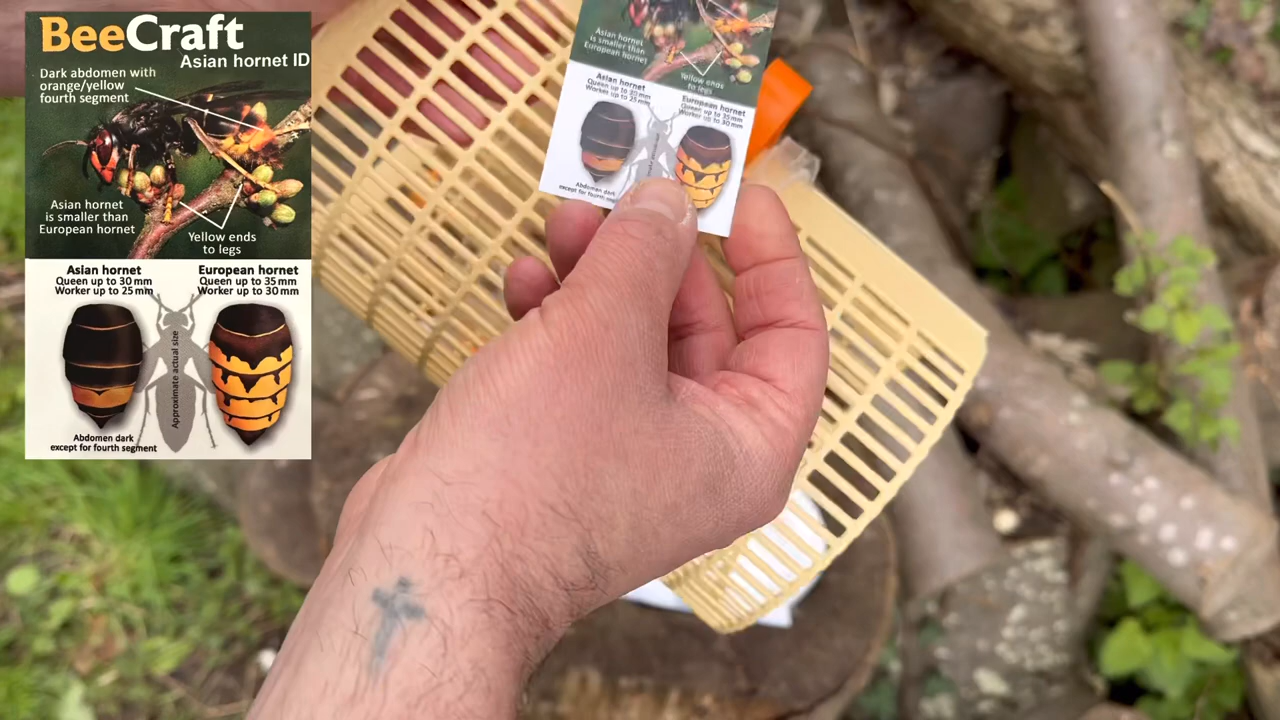 BeeCraft
Asian hornet ID
Dark abdomen with
orange/yellow
fourth segment
Asian hornet
is smaller than
European hornet
Yellow ends
to legs
Asian hornet
Queen up to 30 mm
Worker up to 25 mm
European hornet
Queen up to 35 mm
Worker up to 30 mm
Approximate actual size
Abdomen dark
except for fourth segment
Asian hornet
is smaller than
European hornet
Yellow ends
to legs
Asian hornet
Queen up to 30 mm
Worker up to 25 mm
European hornet
Queen up to 35 mm
Worker up to 30 mm
Abdomen dark
except for fourth